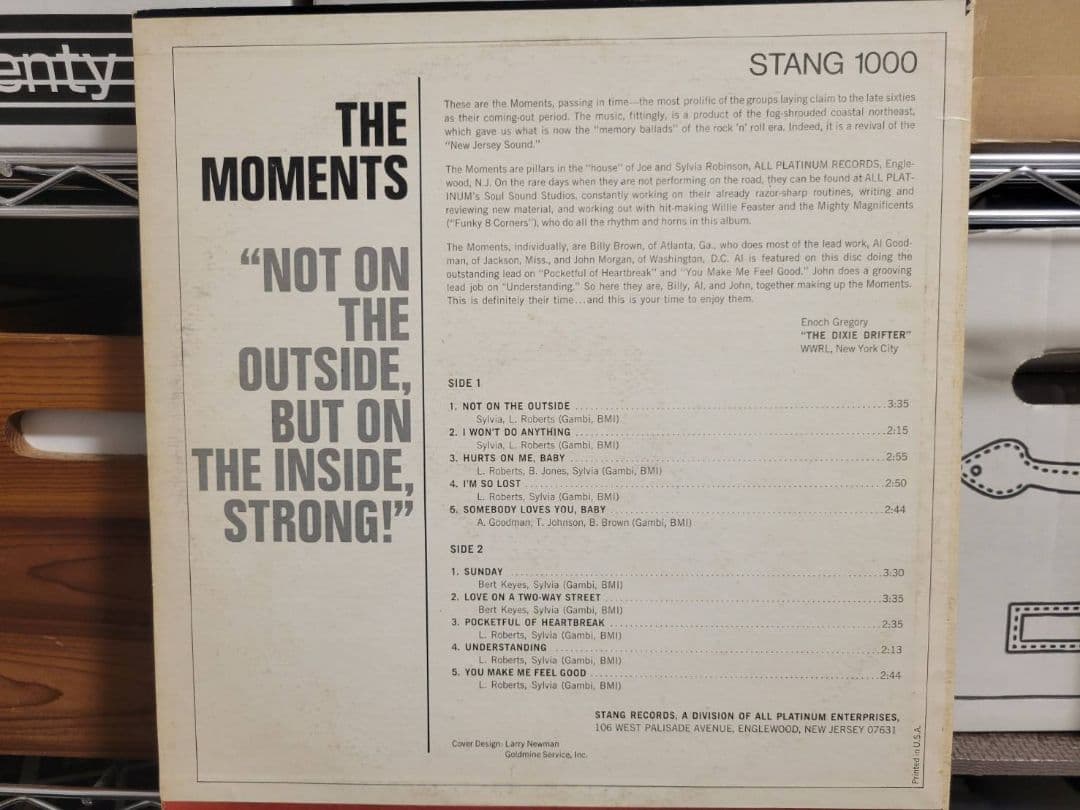 enty
STANG 1000
THE
MOMENTS
“NOT ON
THE
OUTSIDE,
BUT ON
THE INSIDE,
STRONG!”
These are the Moments, passing in time—the most prolific of the groups laying claim to the late sixties
as their coming-out period. The music, fittingly, is a product of the fog-shrouded coastal northeast,
which gave us what is now the "memory ballads" of the rock 'n' roll era. Indeed, it is a revival of the
"New Jersey Sound."
The Moments are pillars in the "house" of Joe and Sylvia Robinson, ALL PLATINUM RECORDS, Engle-
wood, N.J. On the rare days when they are not performing on the road, they can be found at ALL PLAT-
INUM's Soul Sound Studios, constantly working on their already razor-sharp routines, writing and
reviewing new material, and working out with hit-making Willie Feaster and the Mighty Magnificents
("Funky 8 Corners"), who do all the rhythm and horns in this album.
The Moments, individually, are Billy Brown, of Atlanta, Ga., who does most of the lead work, Al Good-
man, of Jackson, Miss., and John Morgan, of Washington, D.C. Al is featured on this disc doing the
outstanding lead on "Pocketful of Heartbreak" and "You Make Me Feel Good." John does a grooving
lead job on "Understanding." So here they are, Billy, Al, and John, together making up the Moments.
This is definitely their time...and this is your time to enjoy them.
Enoch Gregory
"THE DIXIE DRIFTER"
WWRL, New York City
SIDE 1
1. NOT ON THE OUTSIDE 3:35
Sylvia, L. Roberts (Gambi, BMI)
2. I WON'T DO ANYTHING 2:15
Sylvia, L. Roberts (Gambi, BMI)
3. HURTS ON ME, BABY 2:55
L. Roberts, B. Jones, Sylvia (Gambi, BMI)
4. I'M SO LOST 2:50
L. Roberts, Sylvia (Gambi, BMI)
5. SOMEBODY LOVES YOU, BABY 2:44
A. Goodman, T. Johnson, B. Brown (Gambi, BMI)
SIDE 2
1. SUNDAY 3:30
Bert Keyes, Sylvia (Gambi, BMI)
2. LOVE ON A TWO-WAY STREET 3:35
Bert Keyes, Sylvia (Gambi, BMI)
3. POCKETFUL OF HEARTBREAK 2:35
L. Roberts, Sylvia (Gambi, BMI)
4. UNDERSTANDING 2:13
L. Roberts, Sylvia (Gambi, BMI)
5. YOU MAKE ME FEEL GOOD 2:44
L. Roberts, Sylvia (Gambi, BMI)
STANG RECORDS, A DIVISION OF ALL PLATINUM ENTERPRISES,
106 WEST PALISADE AVENUE, ENGLEWOOD, NEW JERSEY 07631
Cover Design: Larry Newman
Goldmine Service, Inc.
Printed in U.S.A.